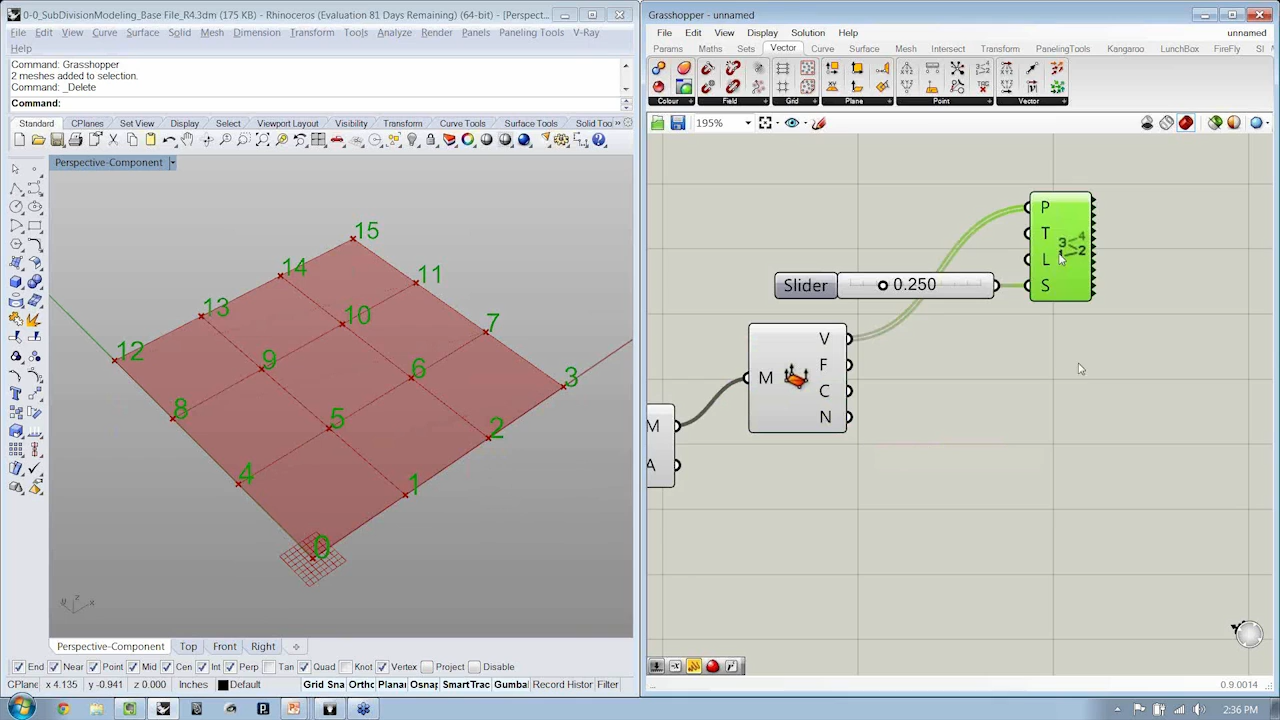 0-0_SubDivisionModeling_Base File_R4.3dm (175 KB) - Rhinoceros (Evaluation 81 Days Remaining) (64-bit) - [Perspect...
File Edit View Curve Surface Solid Mesh Dimension Transform Tools Analyze Render Panels Paneling Tools V-Ray
Help
Command: Grasshopper
2 meshes added to selection.
Command: _Delete
Command:
Standard CPlanes Set View Display Select Viewport Layout Visibility Transform Curve Tools Surface Tools Solid Too
Perspective-Component
15
14
11
13
10
7
12
9
6
3
8
5
2
4
1
0
z
y x
Perspective-Component Top Front Right
End Near Point Mid Cen Int Perp Tan Quad Knot Vertex Project Disable
CPlane x 4.135 z 0.000 Inches Default Grid Sna Ortho Planar Osnap SmartTrac Gumba Record Histor Filter
Grasshopper - unnamed
File Edit View Display Solution Help unnamed
Params Maths Sets Vector Curve Surface Mesh Intersect Transform PanelingTools Kangaroo LunchBox FireFly
Colour Field Grid Plane Point Vector
195%
P
T
L
S
Slider 0.250
M
V
F
C
N
M
A
...
0.9.0014
2:36 PM